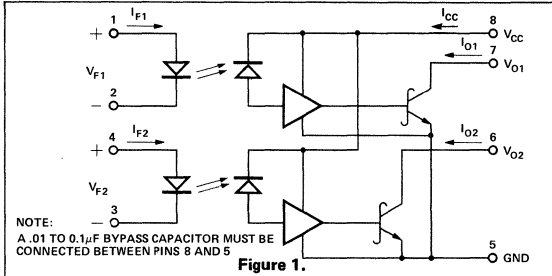 1 I_F1
+
V_F1
−
2
4 I_F2
+
V_F2
−
3
I_CC
8
V_CC
I_O1
7
V_O1
I_O2
6
V_O2
5
GND
NOTE:
A .01 TO 0.1μF BYPASS CAPACITOR MUST BE
CONNECTED BETWEEN PINS 8 AND 5
Figure 1.